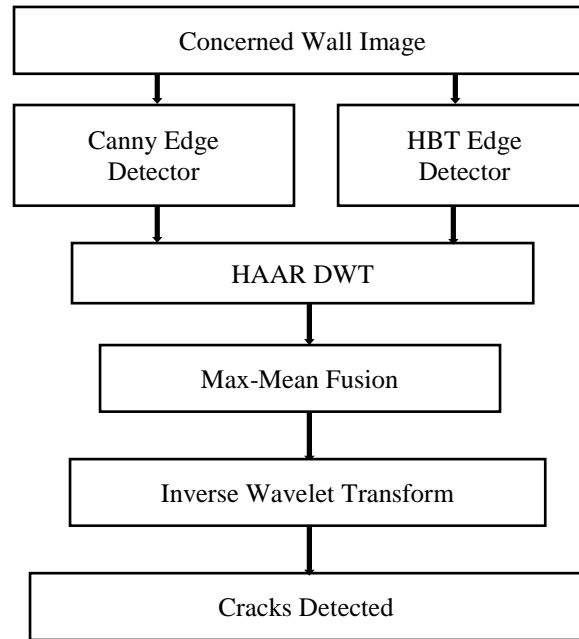 Concerned Wall Image
Canny Edge
Detector
HBT Edge
Detector
HAAR DWT
Max-Mean Fusion
Inverse Wavelet Transform
Cracks Detected